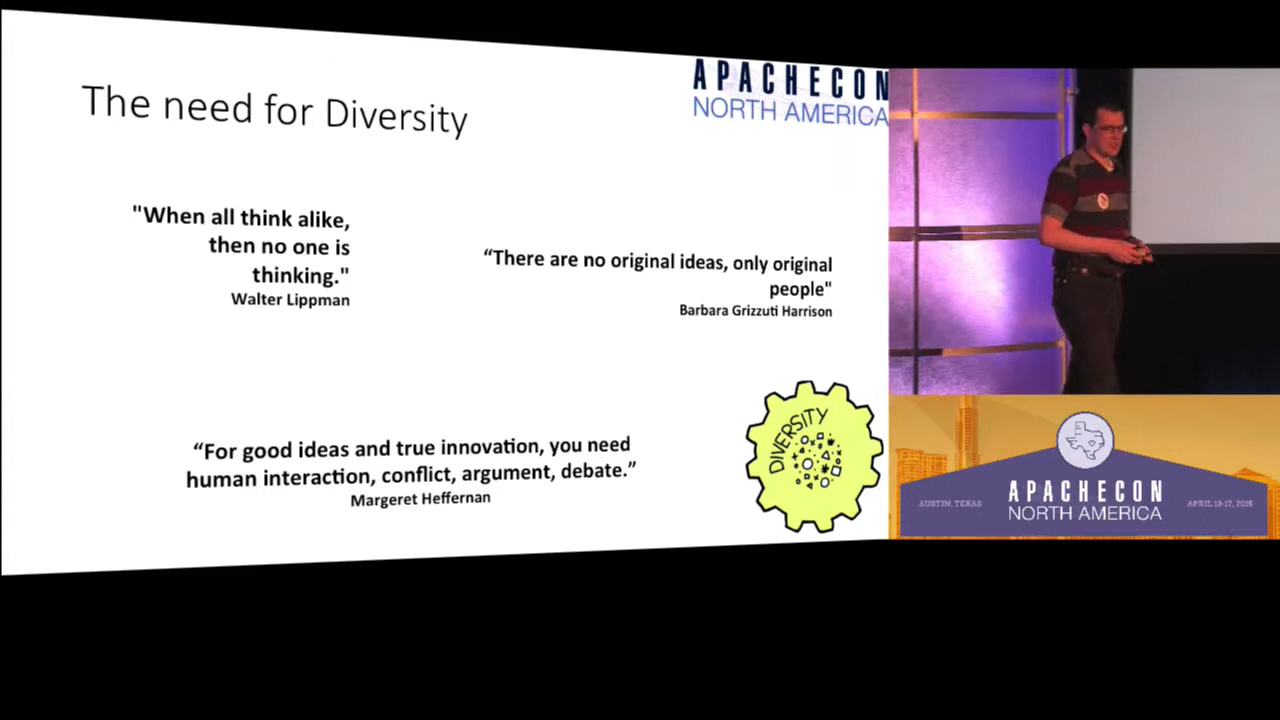 The need for Diversity
APACHECON
NORTH AMERICA
"When all think alike,
then no one is
thinking."
Walter Lippman
“There are no original ideas, only original
people"
Barbara Grizzuti Harrison
“For good ideas and true innovation, you need
human interaction, conflict, argument, debate.”
Margeret Heffernan
DIVERSITY
AUSTIN, TEXAS
APACHECON
NORTH AMERICA
APRIL 13-17, 2015